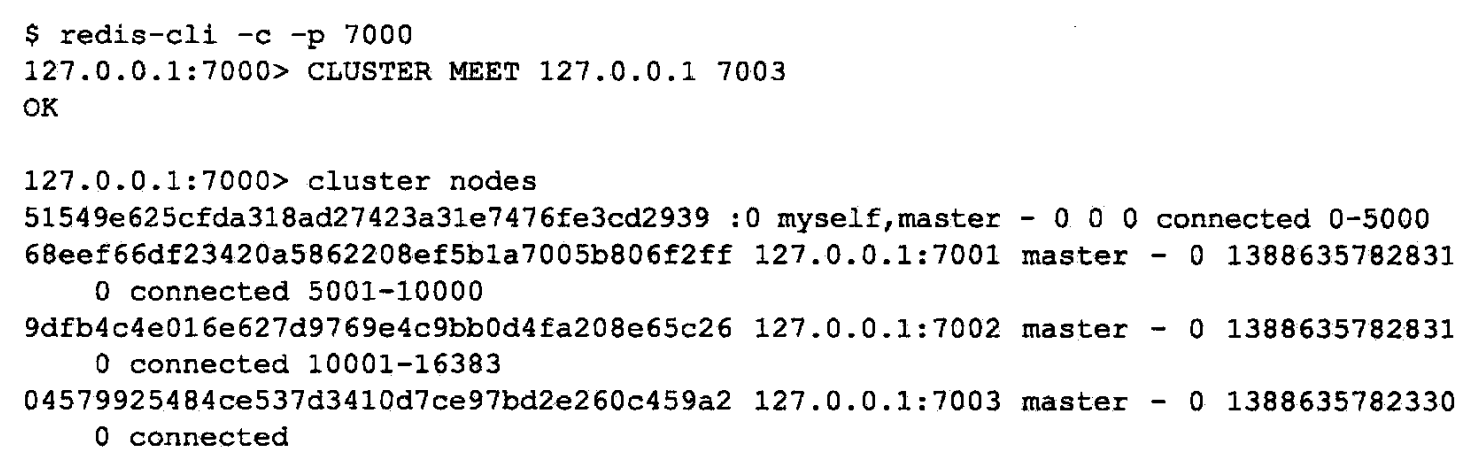 $ redis-cli -c -p 7000
127.0.0.1:7000> CLUSTER MEET 127.0.0.1 7003
OK
127.0.0.1:7000> cluster nodes
51549e625cfda318ad27423a31e7476fe3cd2939 :0 myself,master - 0 0 0 connected 0-5000
68eef66df23420a5862208ef5b1a7005b806f2ff 127.0.0.1:7001 master - 0 1388635782831
0 connected 5001-10000
9dfb4c4e016e627d9769e4c9bb0d4fa208e65c26 127.0.0.1:7002 master - 0 1388635782831
0 connected 10001-16383
04579925484ce537d3410d7ce97bd2e260c459a2 127.0.0.1:7003 master - 0 1388635782330
0 connected